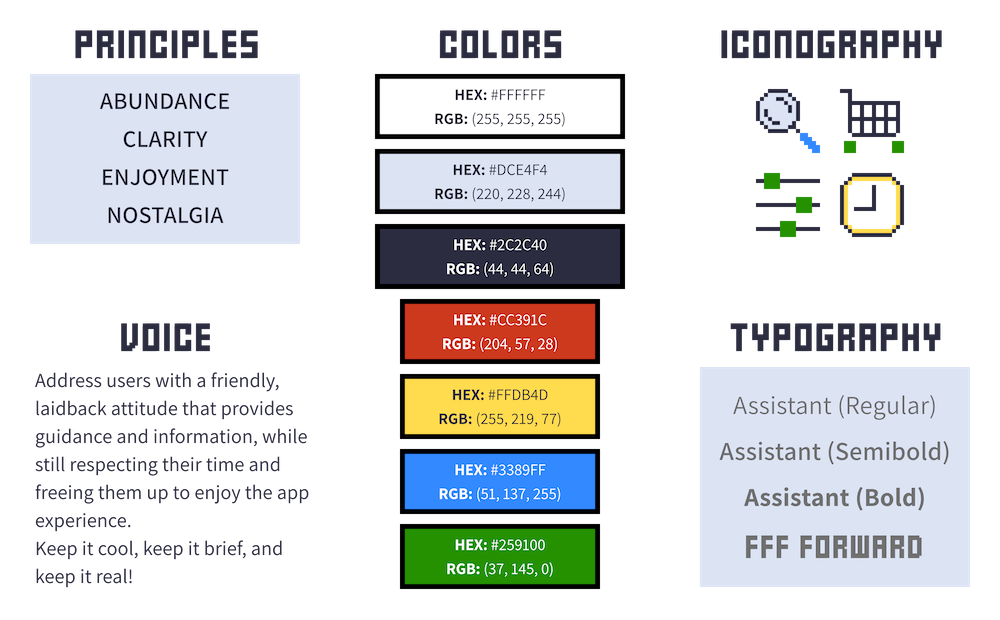 PRINCIPLES
ABUNDANCE
CLARITY
ENJOYMENT
NOSTALGIA
VOICE
Address users with a friendly,
laidback attitude that provides
guidance and information, while
still respecting their time and
freeing them up to enjoy the app
experience.
Keep it cool, keep it brief, and
keep it real!
COLORS
HEX: #FFFFFF
RGB: (255, 255, 255)
HEX: #DCE4F4
RGB: (220, 228, 244)
HEX: #2C2C40
RGB: (44, 44, 64)
HEX: #CC391C
RGB: (204, 57, 28)
HEX: #FFDB4D
RGB: (255, 219, 77)
HEX: #3389FF
RGB: (51, 137, 255)
HEX: #259100
RGB: (37, 145, 0)
ICONOGRAPHY
TYPOGRAPHY
Assistant (Regular)
Assistant (Semibold)
Assistant (Bold)
FFF FORWARD